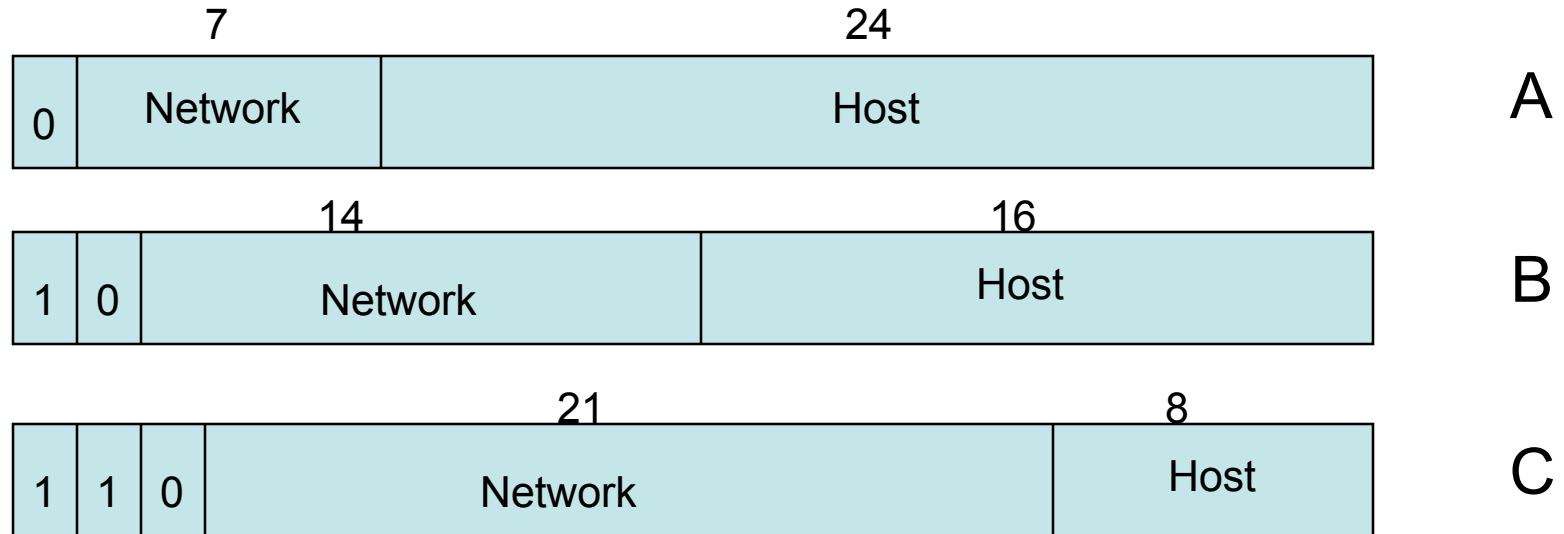 7 24
0 Network Host A
14 16
1 0 Network Host B
21 8
1 1 0 Network Host C